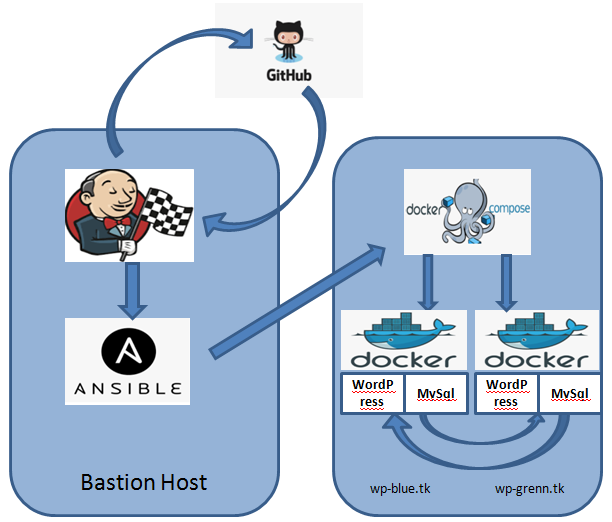 GitHub
docker compose
ANSIBLE
docker docker
WordP
ress
MySql
WordP
ress
MySql
wp-blue.tk wp-grenn.tk
Bastion Host